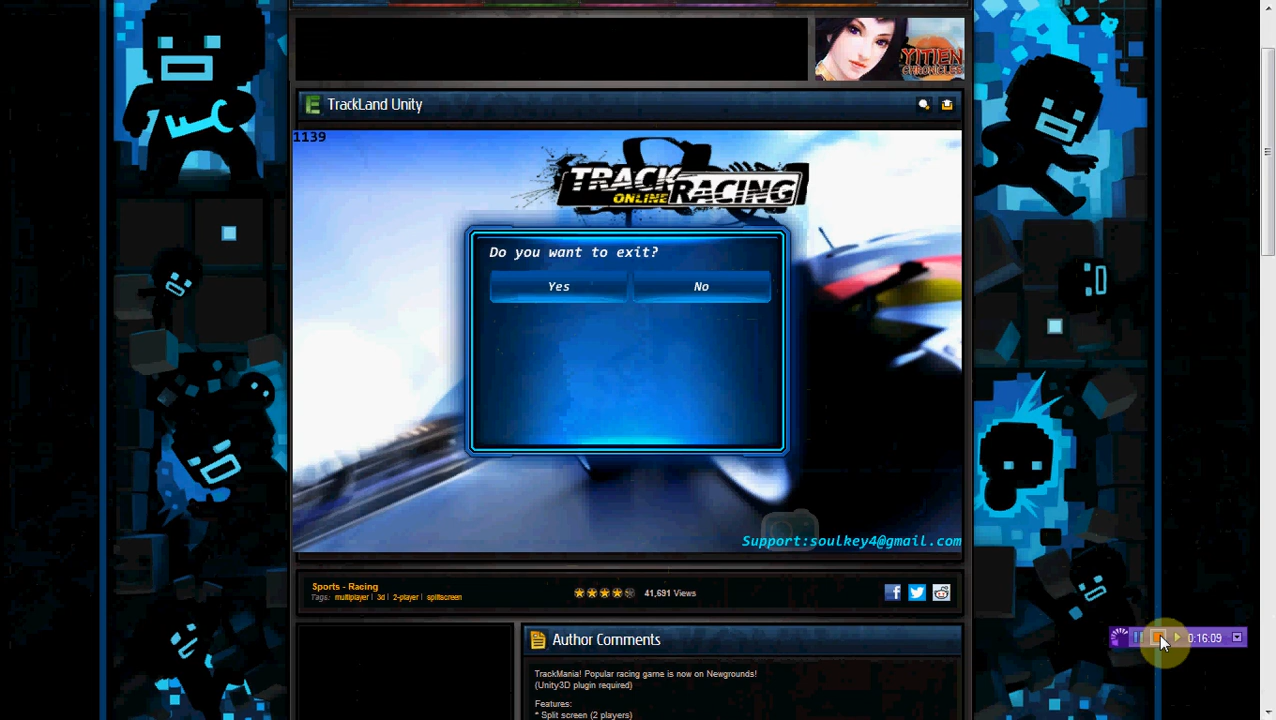 YITIEN
CHRONICLES
E TrackLand Unity
1139
TRACK
ONLINE RACING
Do you want to exit?
Yes No
Support:soulkey4@gmail.com
Sports - Racing
Tags: multiplayer | 3d | 2-player | splitscreen
41,691 Views
0:16:09
Author Comments
TrackMania! Popular racing game is now on Newgrounds!
(Unity3D plugin required)
Features:
* Split screen (2 players)